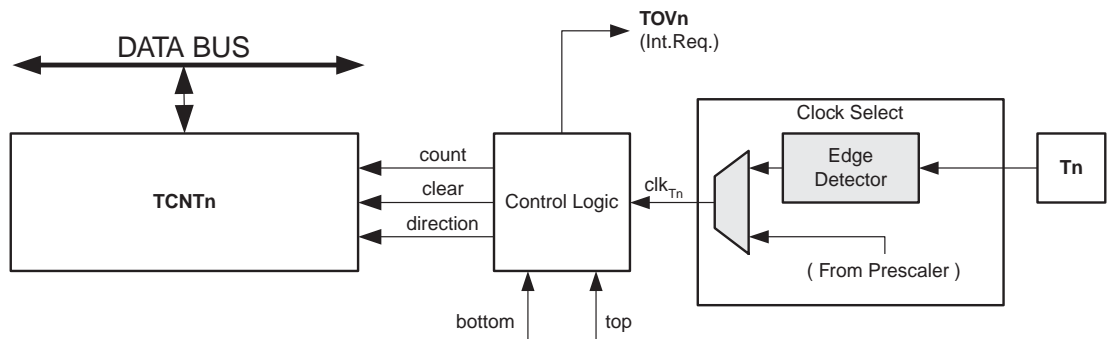 TOVn
(Int.Req.)
DATA BUS
Clock Select
count
Edge
Detector
Tn
TCNTn
clear
Control Logic
clkTn
direction
( From Prescaler )
bottom
top